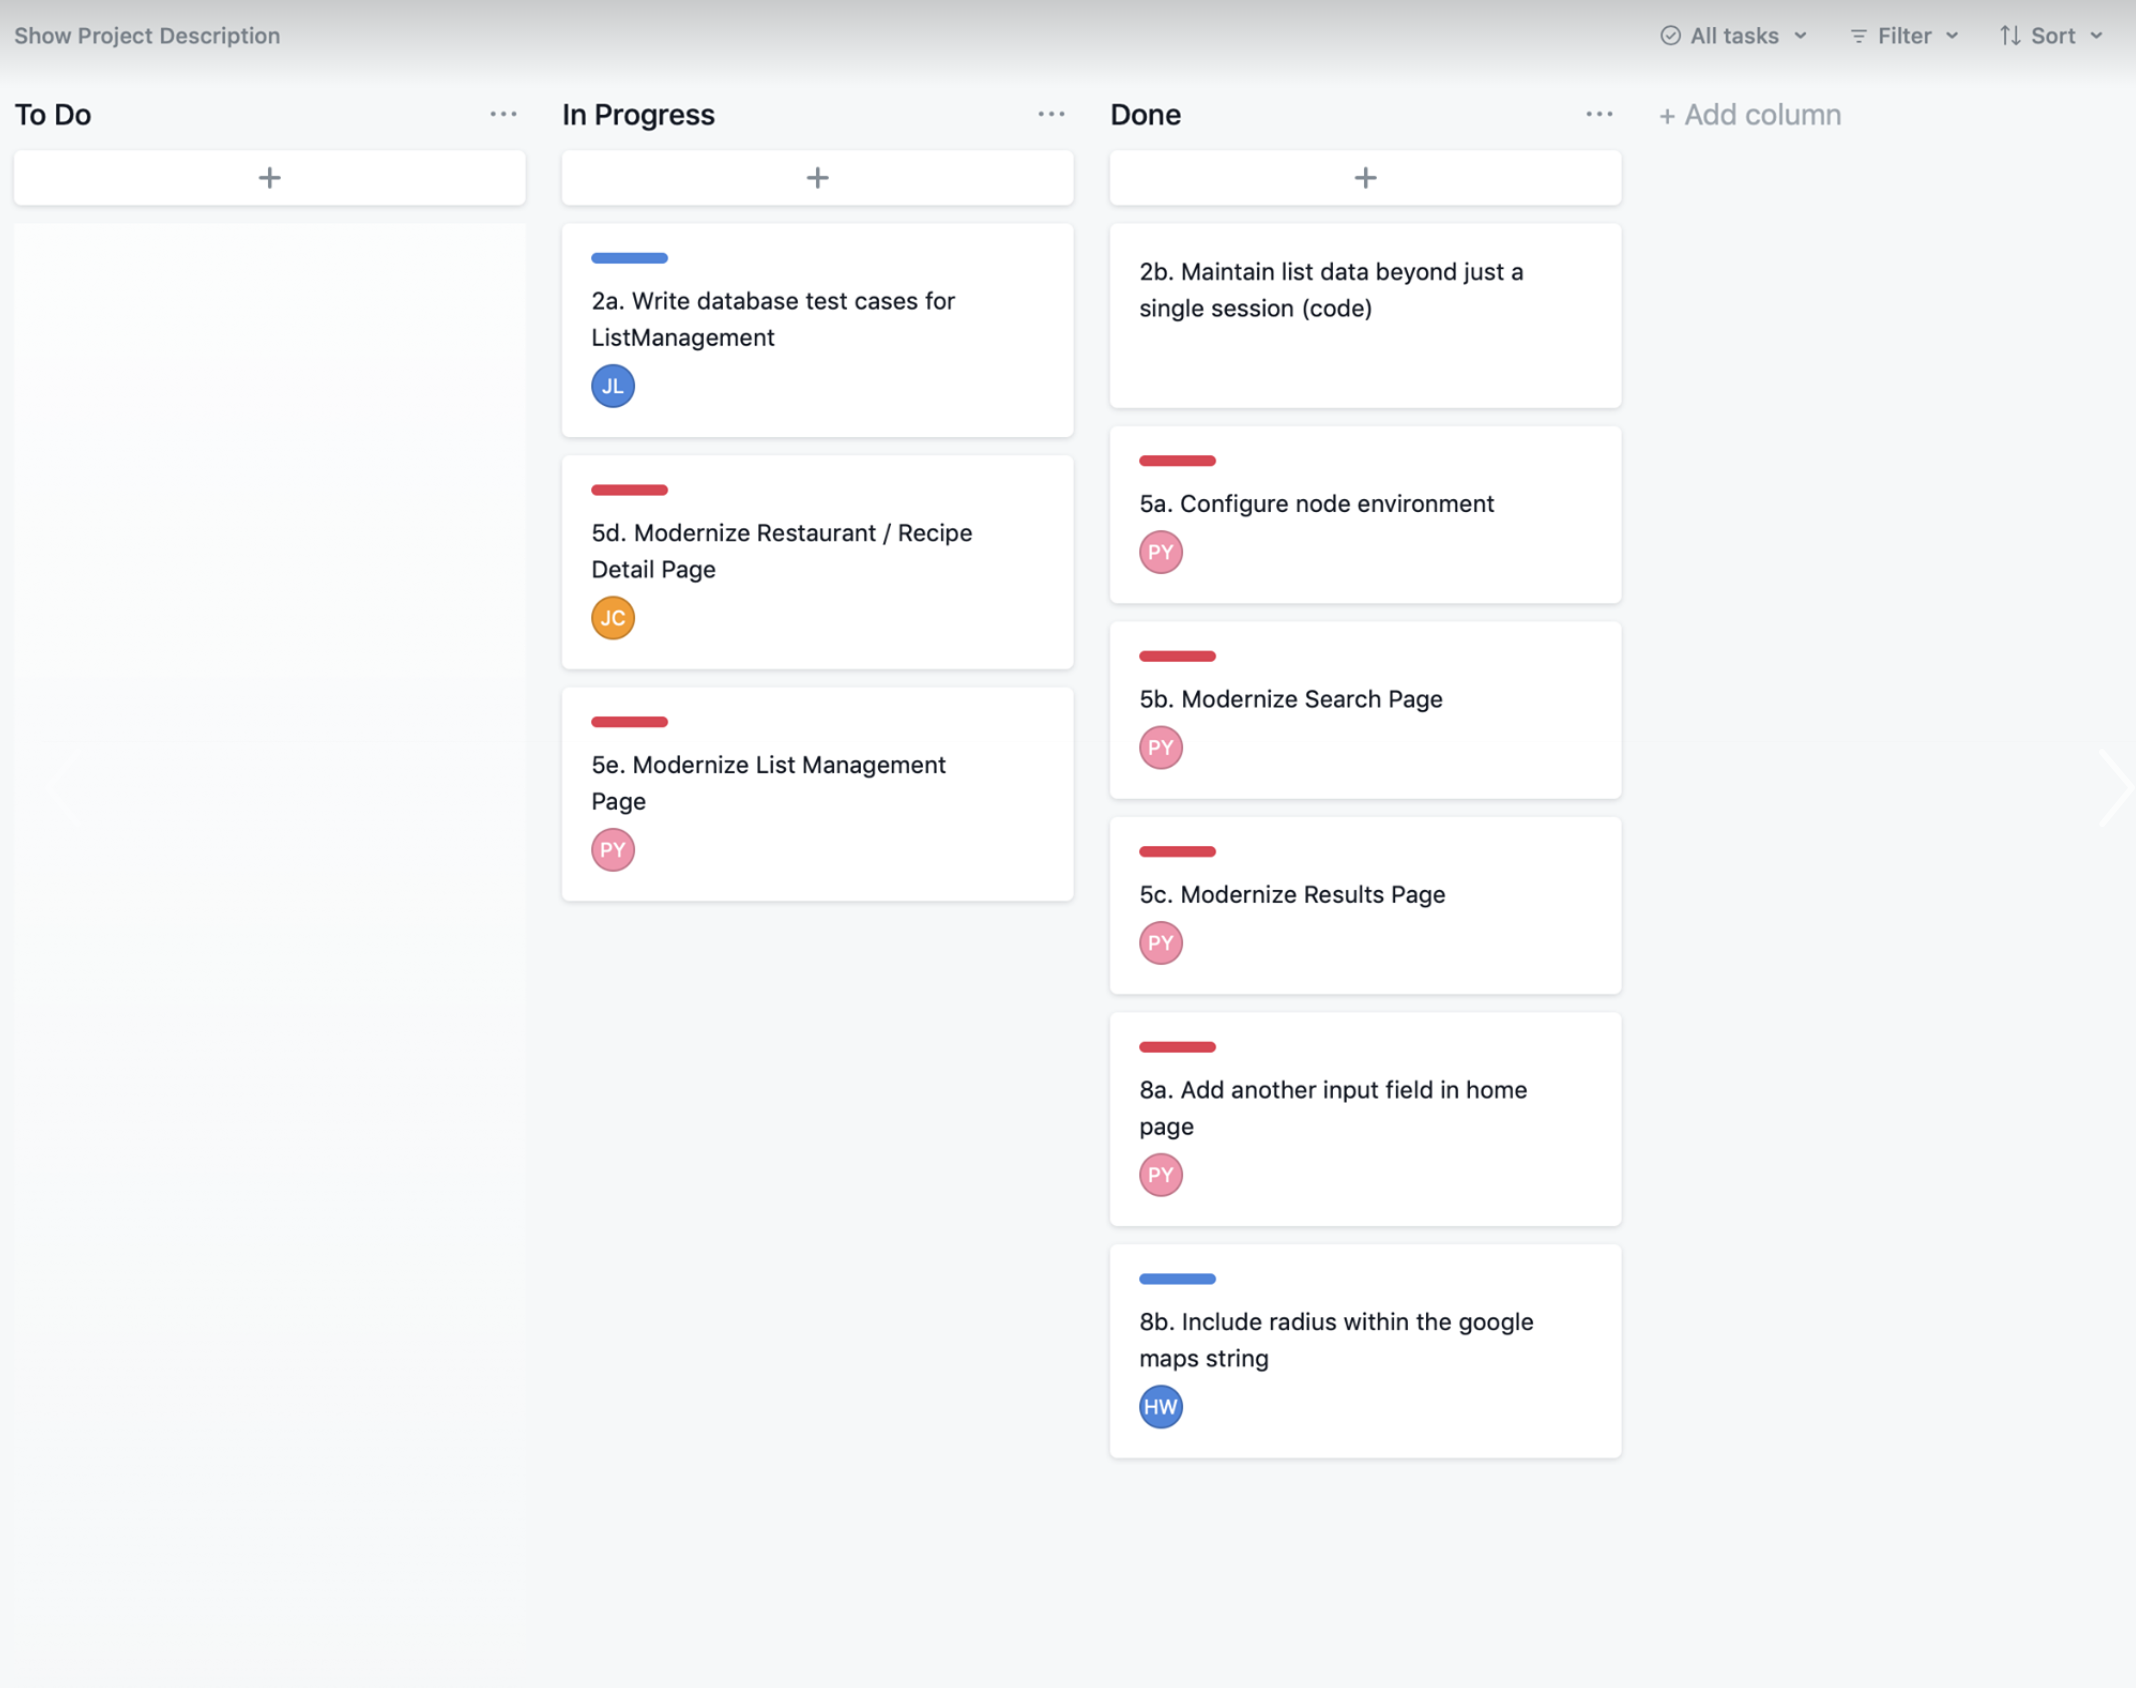 Show Project Description
All tasks
Filter
Sort
To Do
In Progress
Done
+ Add column
2a. Write database test cases for
ListManagement
JL
5d. Modernize Restaurant / Recipe
Detail Page
JC
5e. Modernize List Management
Page
PY
2b. Maintain list data beyond just a
single session (code)
5a. Configure node environment
PY
5b. Modernize Search Page
PY
5c. Modernize Results Page
PY
8a. Add another input field in home
page
PY
8b. Include radius within the google
maps string
HW